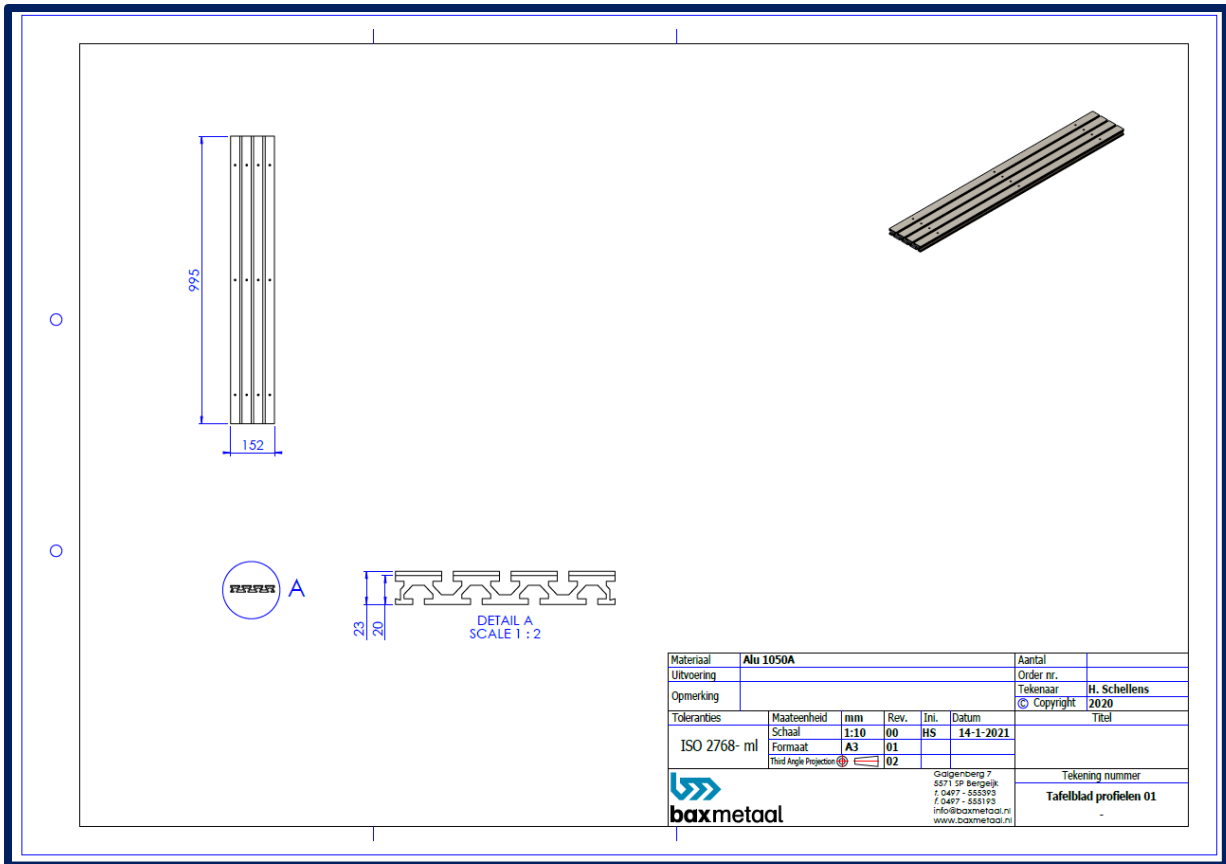 995
152
A
23
20
DETAIL A
SCALE 1 : 2
Materiaal Alu 1050A Aantal
Uitvoering Order nr.
Opmerking Tekenaar H. Schellens
© Copyright 2020
Toleranties Maateenheid mm Rev. Ini. Datum Titel
ISO 2768- ml Schaal 1:10 00 HS 14-1-2021
Formaat A3 01
Third Angle Projection 02
baxmetaal
Galgenberg 7
5571 SP Bergeijk
t. 0497 - 555393
f. 0497 - 555193
info@baxmetaal.nl
www.baxmetaal.nl
Tekening nummer
Tafelblad profielen 01
-